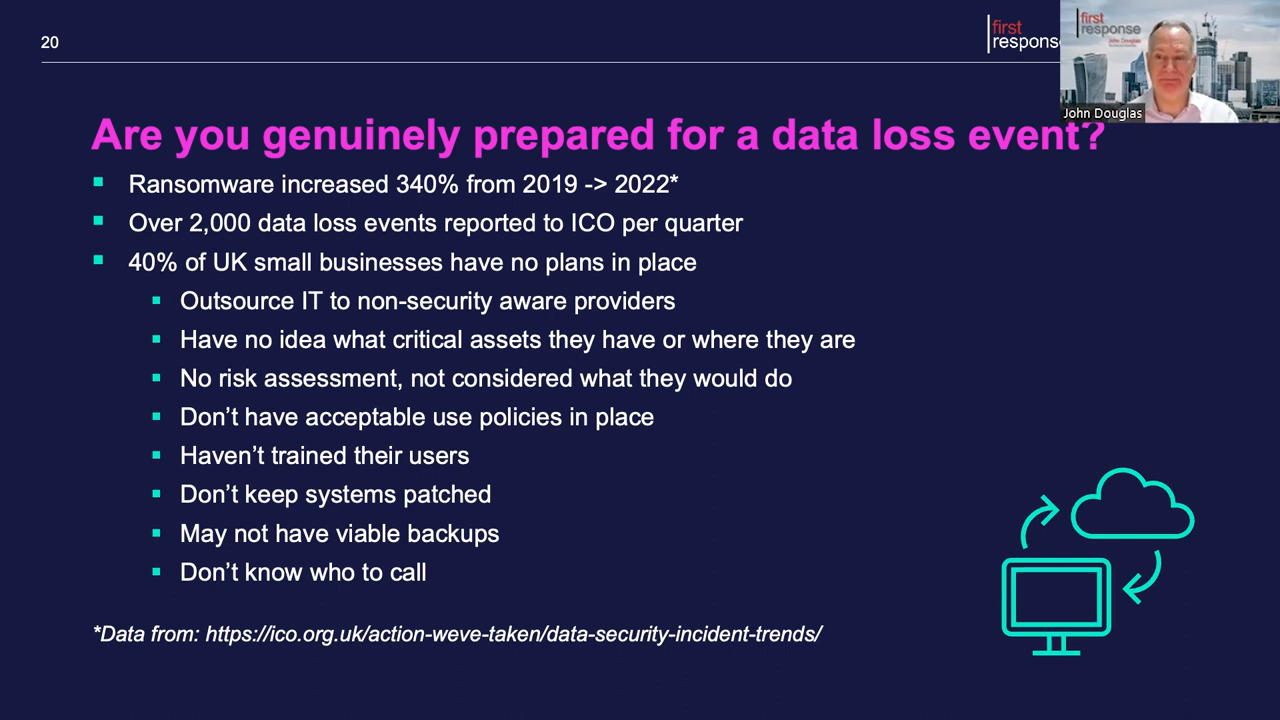 20
first
response
first
response
John Douglas
John Douglas
Are you genuinely prepared for a data loss event?
▪ Ransomware increased 340% from 2019 -> 2022*
▪ Over 2,000 data loss events reported to ICO per quarter
▪ 40% of UK small businesses have no plans in place
▪ Outsource IT to non-security aware providers
▪ Have no idea what critical assets they have or where they are
▪ No risk assessment, not considered what they would do
▪ Don’t have acceptable use policies in place
▪ Haven’t trained their users
▪ Don’t keep systems patched
▪ May not have viable backups
▪ Don’t know who to call
*Data from: https://ico.org.uk/action-weve-taken/data-security-incident-trends/